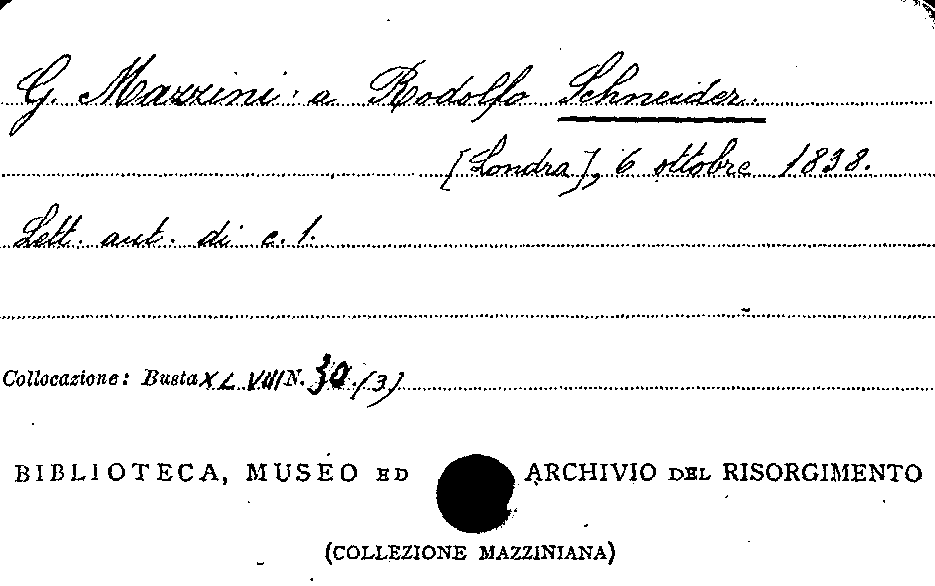 G. Mazzini a Rodolfo Schneider.
[Londra], 6 ottobre 1838.
Lett. aut. di c. 1.
Collocazione: Busta XLVIII N. 30. (3)
BIBLIOTECA, MUSEO ED ARCHIVIO DEL RISORGIMENTO
(COLLEZIONE MAZZINIANA)